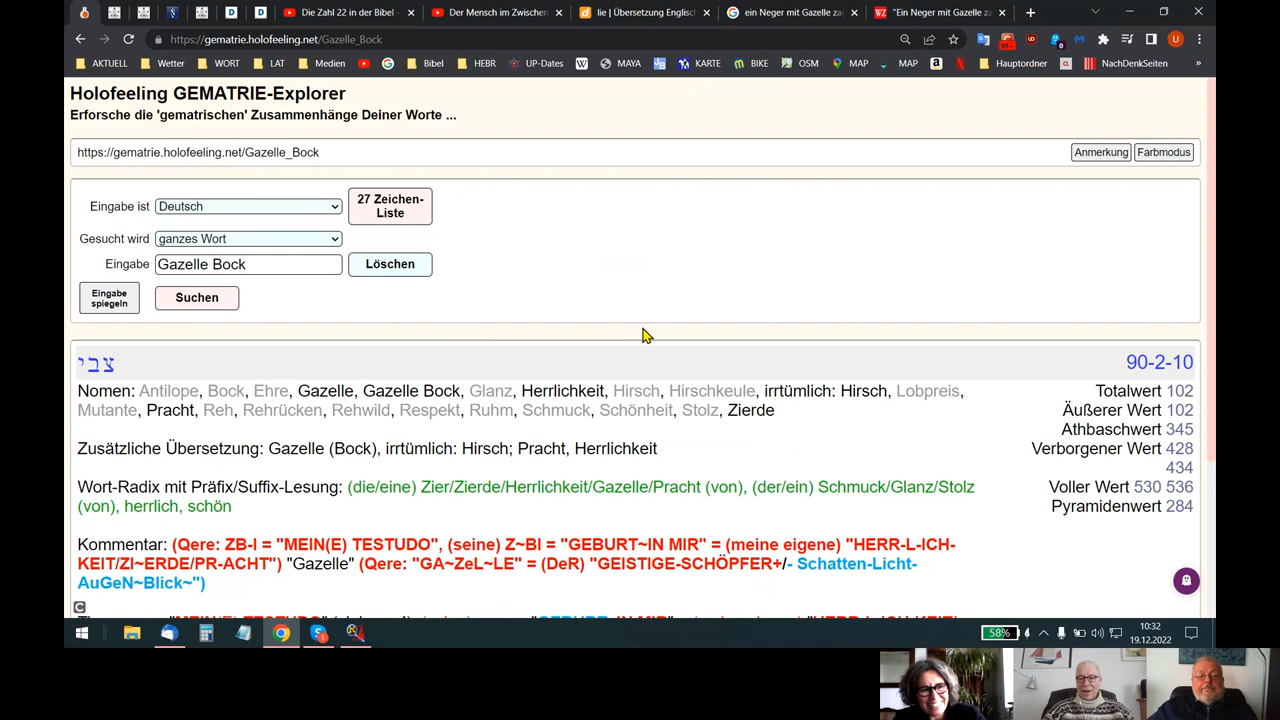 Die Zahl 22 in der Bibel -
Der Mensch im Zwischen
lie | Übersetzung Englisc
ein Neger mit Gazelle za
"Ein Neger mit Gazelle z
https://gematrie.holofeeling.net/Gazelle_Bock
AKTUELL Wetter WORT LAT Medien Bibel HEBR UP-Dates MAYA KARTE BIKE OSM MAP MAP Hauptordner NachDenkSeiten »
Holofeeling GEMATRIE-Explorer
Erforsche die 'gematrischen' Zusammenhänge Deiner Worte ...
https://gematrie.holofeeling.net/Gazelle_Bock Anmerkung Farbmodus
Eingabe ist Deutsch 27 Zeichen-
Liste
Gesucht wird ganzes Wort
Eingabe Gazelle Bock Löschen
Eingabe
spiegeln Suchen
צבי 90-2-10
Nomen: Antilope, Bock, Ehre, Gazelle, Gazelle Bock, Glanz, Herrlichkeit, Hirsch, Hirschkeule, irrtümlich: Hirsch, Lobpreis, Totalwert 102
Mutante, Pracht, Reh, Rehrücken, Rehwild, Respekt, Ruhm, Schmuck, Schönheit, Stolz, Zierde Äußerer Wert 102
Athbaschwert 345
Zusätzliche Übersetzung: Gazelle (Bock), irrtümlich: Hirsch; Pracht, Herrlichkeit Verborgener Wert 428
434
Wort-Radix mit Präfix/Suffix-Lesung: (die/eine) Zier/Zierde/Herrlichkeit/Gazelle/Pracht (von), (der/ein) Schmuck/Glanz/Stolz Voller Wert 530 536
(von), herrlich, schön Pyramidenwert 284
Kommentar: (Qere: ZB-I = "MEIN(E) TESTUDO", (seine) Z~BI = "GEBURT~IN MIR" = (meine eigene) "HERR-L-ICH-
KEIT/ZI~ERDE/PR-ACHT") "Gazelle" (Qere: "GA~ZeL~LE" = (DeR) "GEISTIGE-SCHÖPFER+/- Schatten-Licht-
AuGeN~Blick~")
58% 10:32
19.12.2022